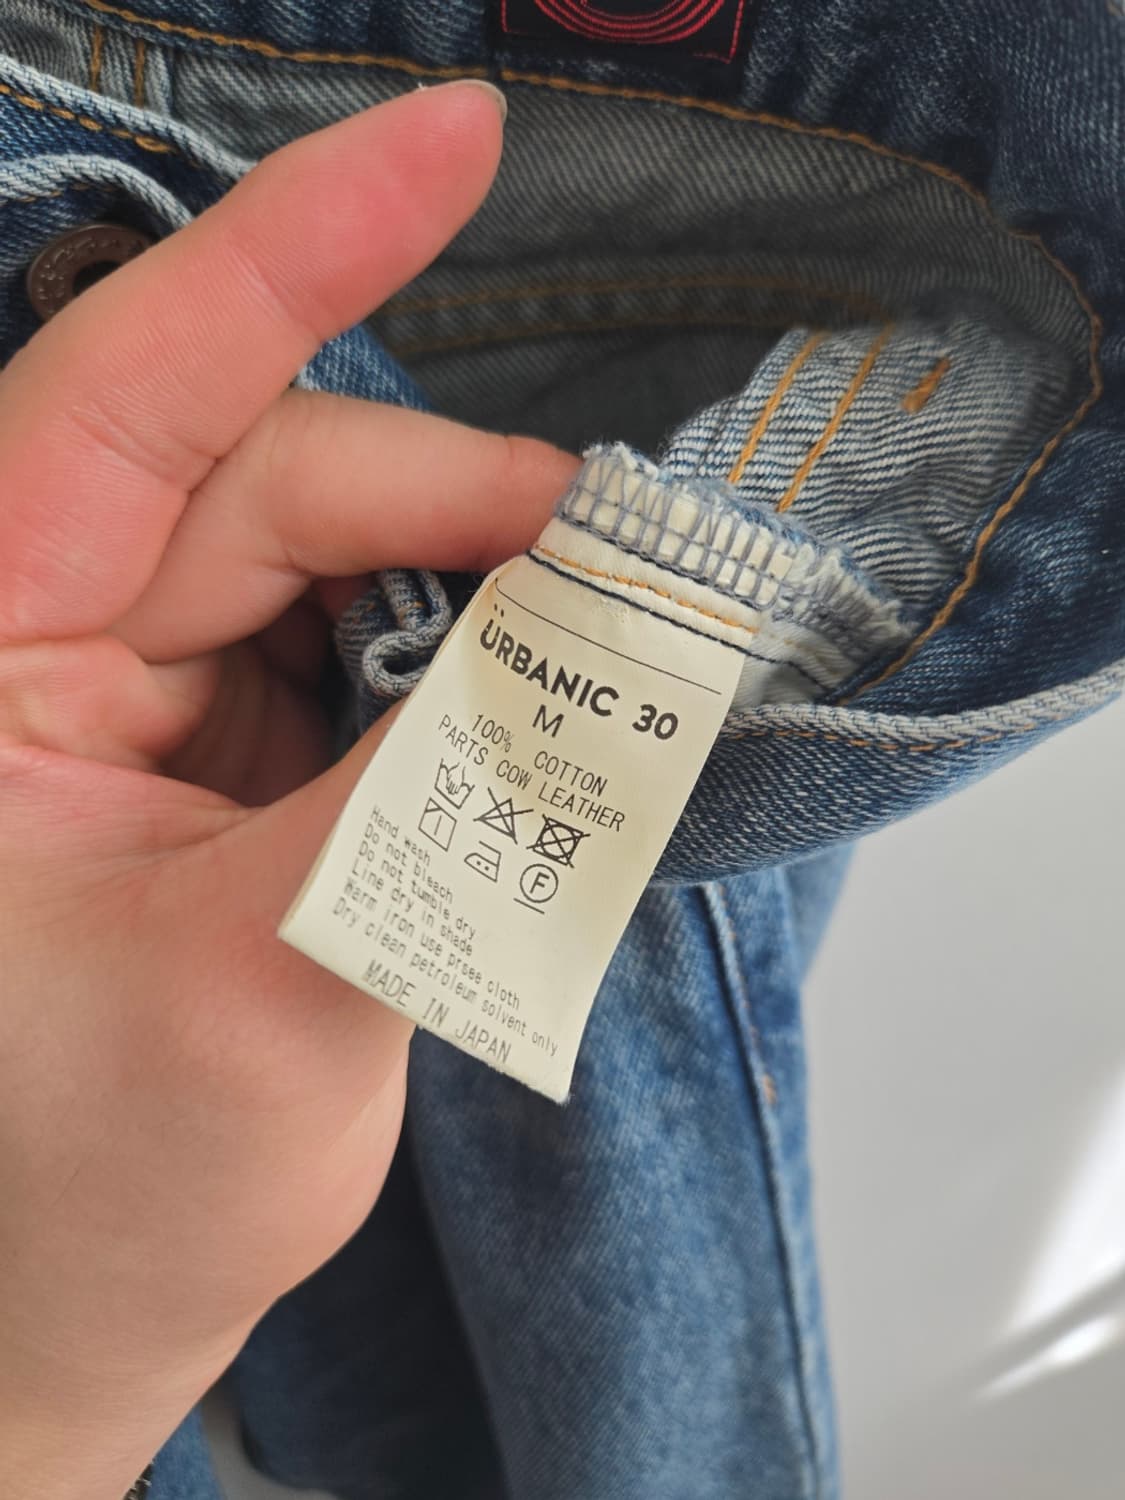 ÜRBANIC 30
M
100% COTTON
PARTS COW LEATHER
F
Hand wash
Do not bleach
Do not tumble dry
Line dry in shade
Warm iron use prsee cloth
Dry clean petroleum solvent only
MADE IN JAPAN